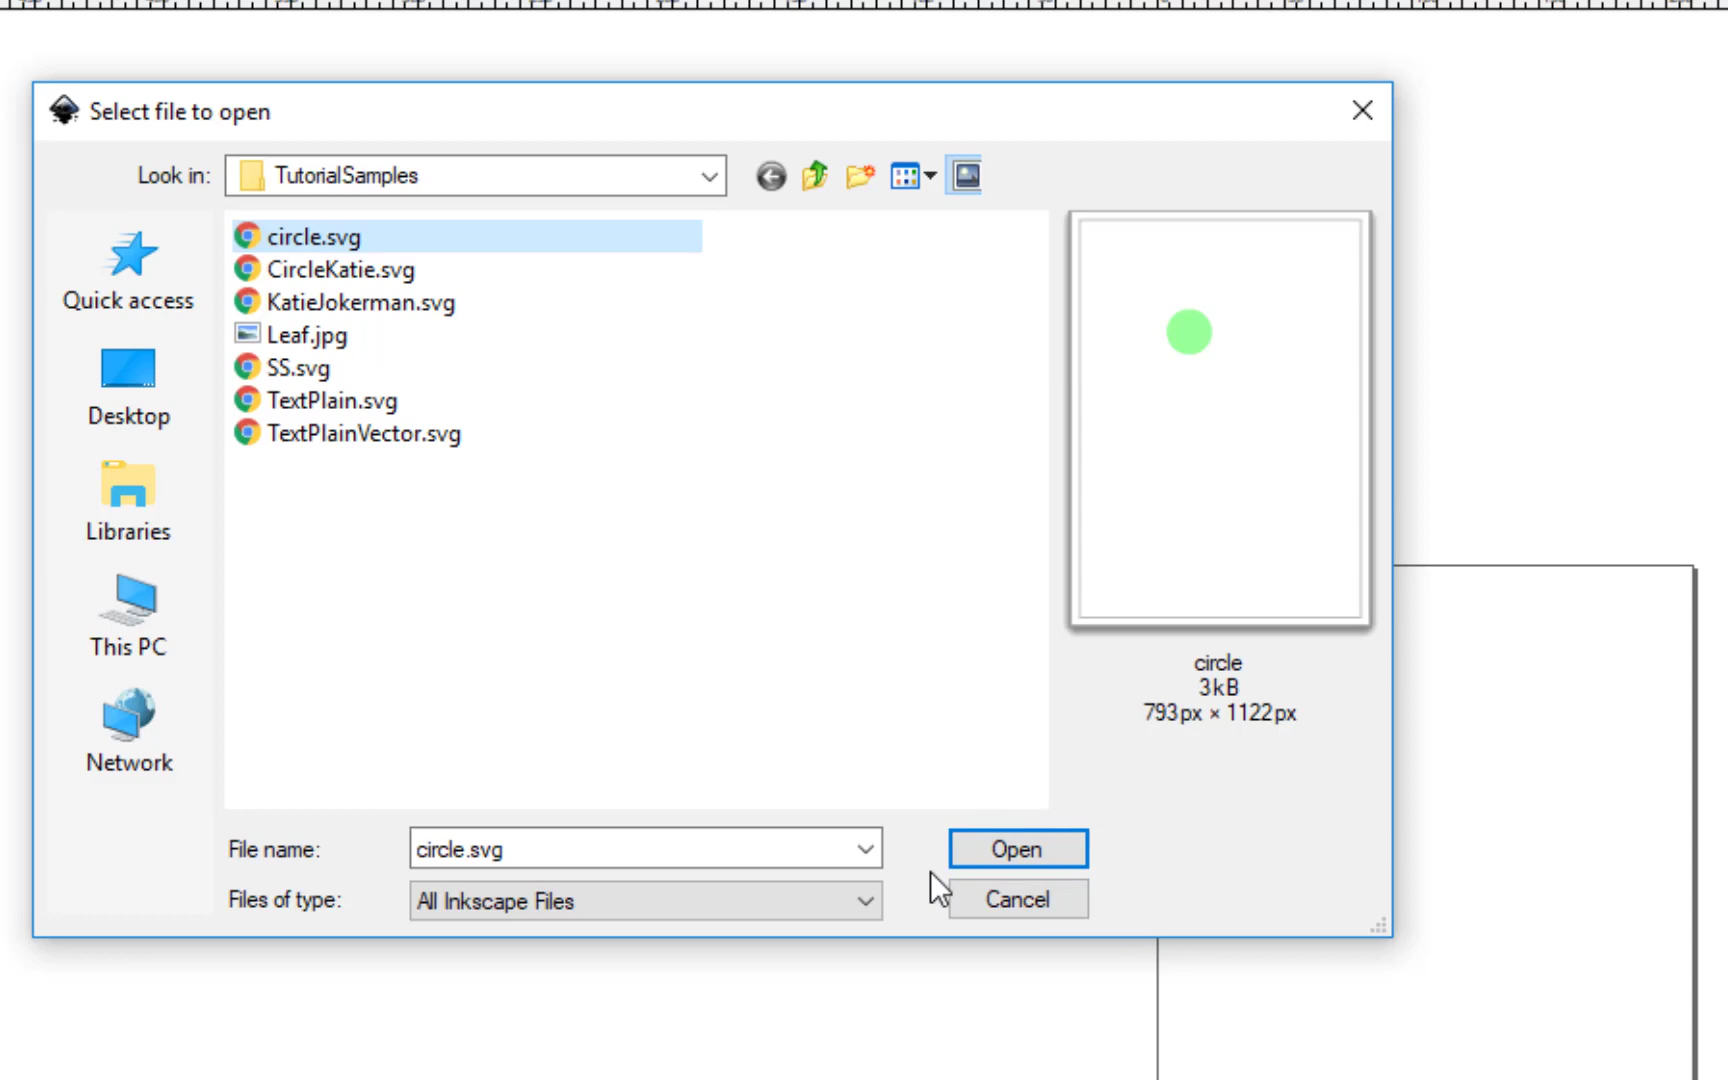 Select file to open
Look in:
TutorialSamples
Quick access
Desktop
Libraries
This PC
Network
circle.svg
CircleKatie.svg
KatieJokerman.svg
Leaf.jpg
SS.svg
TextPlain.svg
TextPlainVector.svg
circle
3kB
793px × 1122px
File name:
circle.svg
Open
Files of type:
All Inkscape Files
Cancel